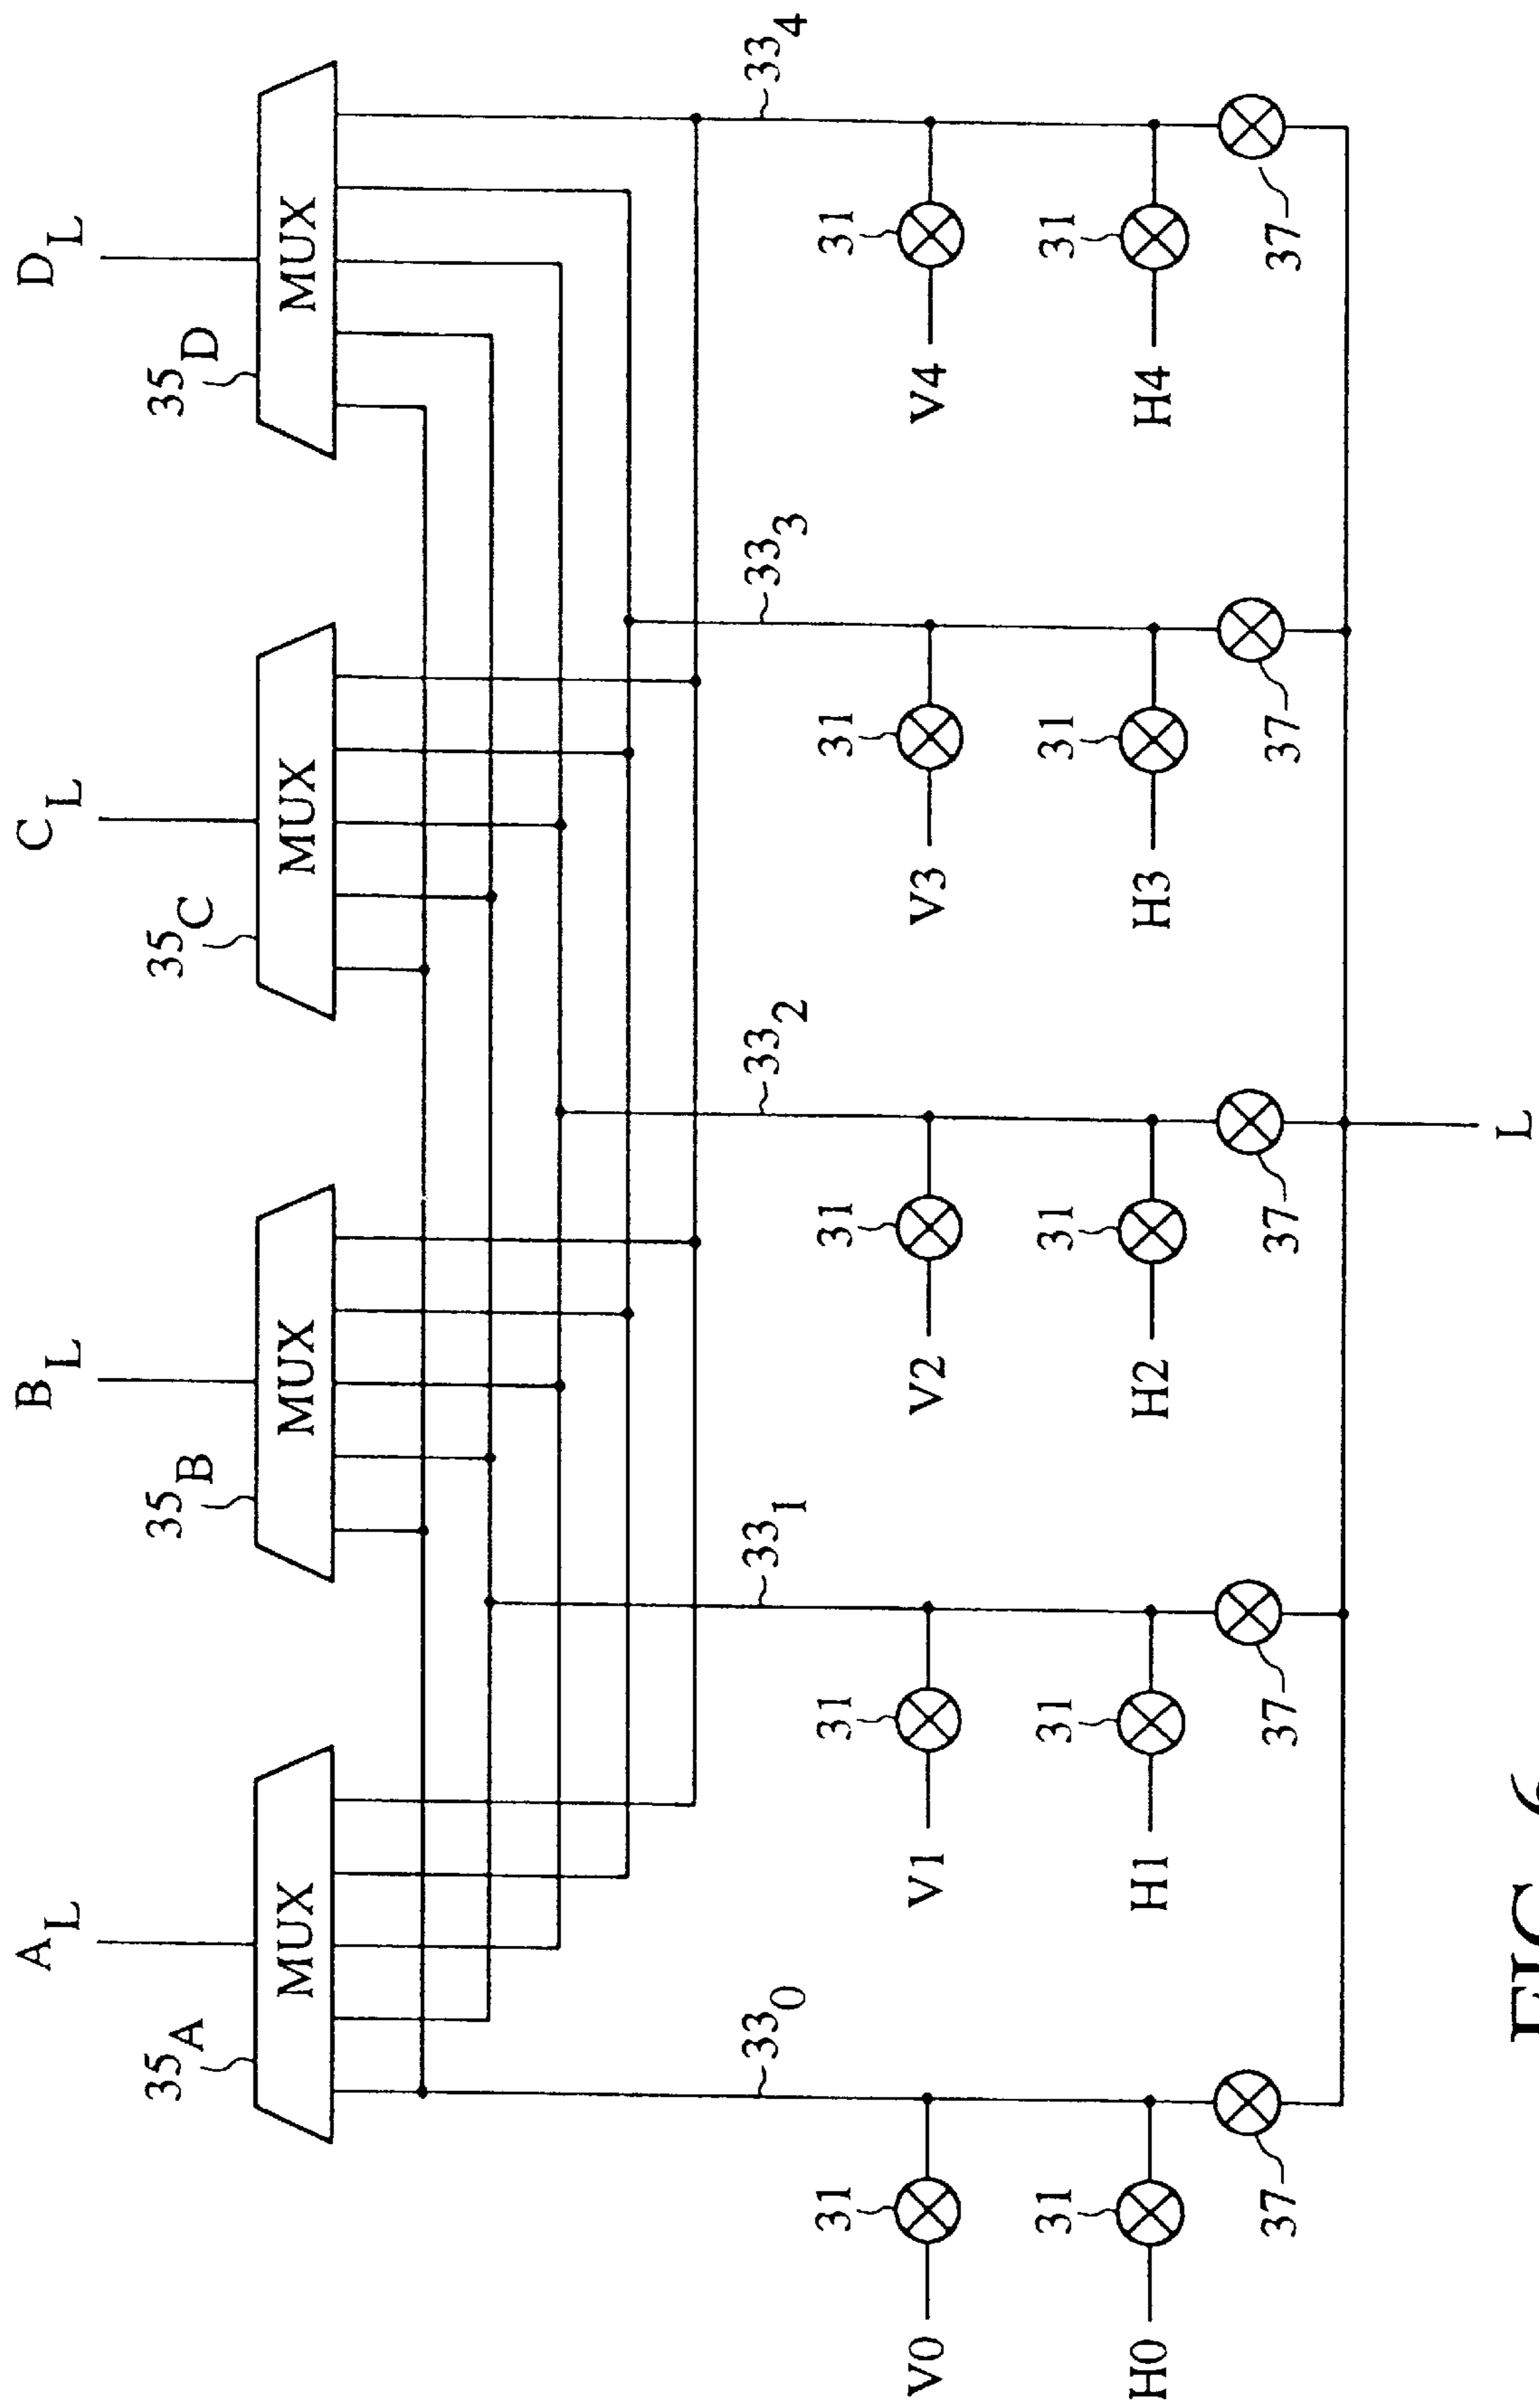 A_L B_L C_L D_L
35_A 35_B 35_C 35_D
MUX MUX MUX MUX
33_0 33_1 33_2 33_3 33_4
31 31 31 31 31
V0 V1 V2 V3 V4
31 31 31 31 31
H0 H1 H2 H3 H4
37 37 37 37 37
L
FIG. 6